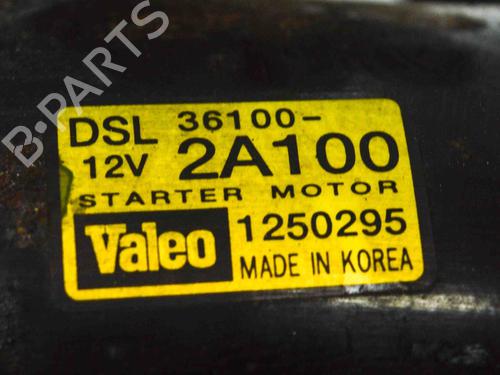 B-PARTS
DSL 36100-
12V 2A100
STARTER MOTOR
Valeo 1250295
MADE IN KOREA